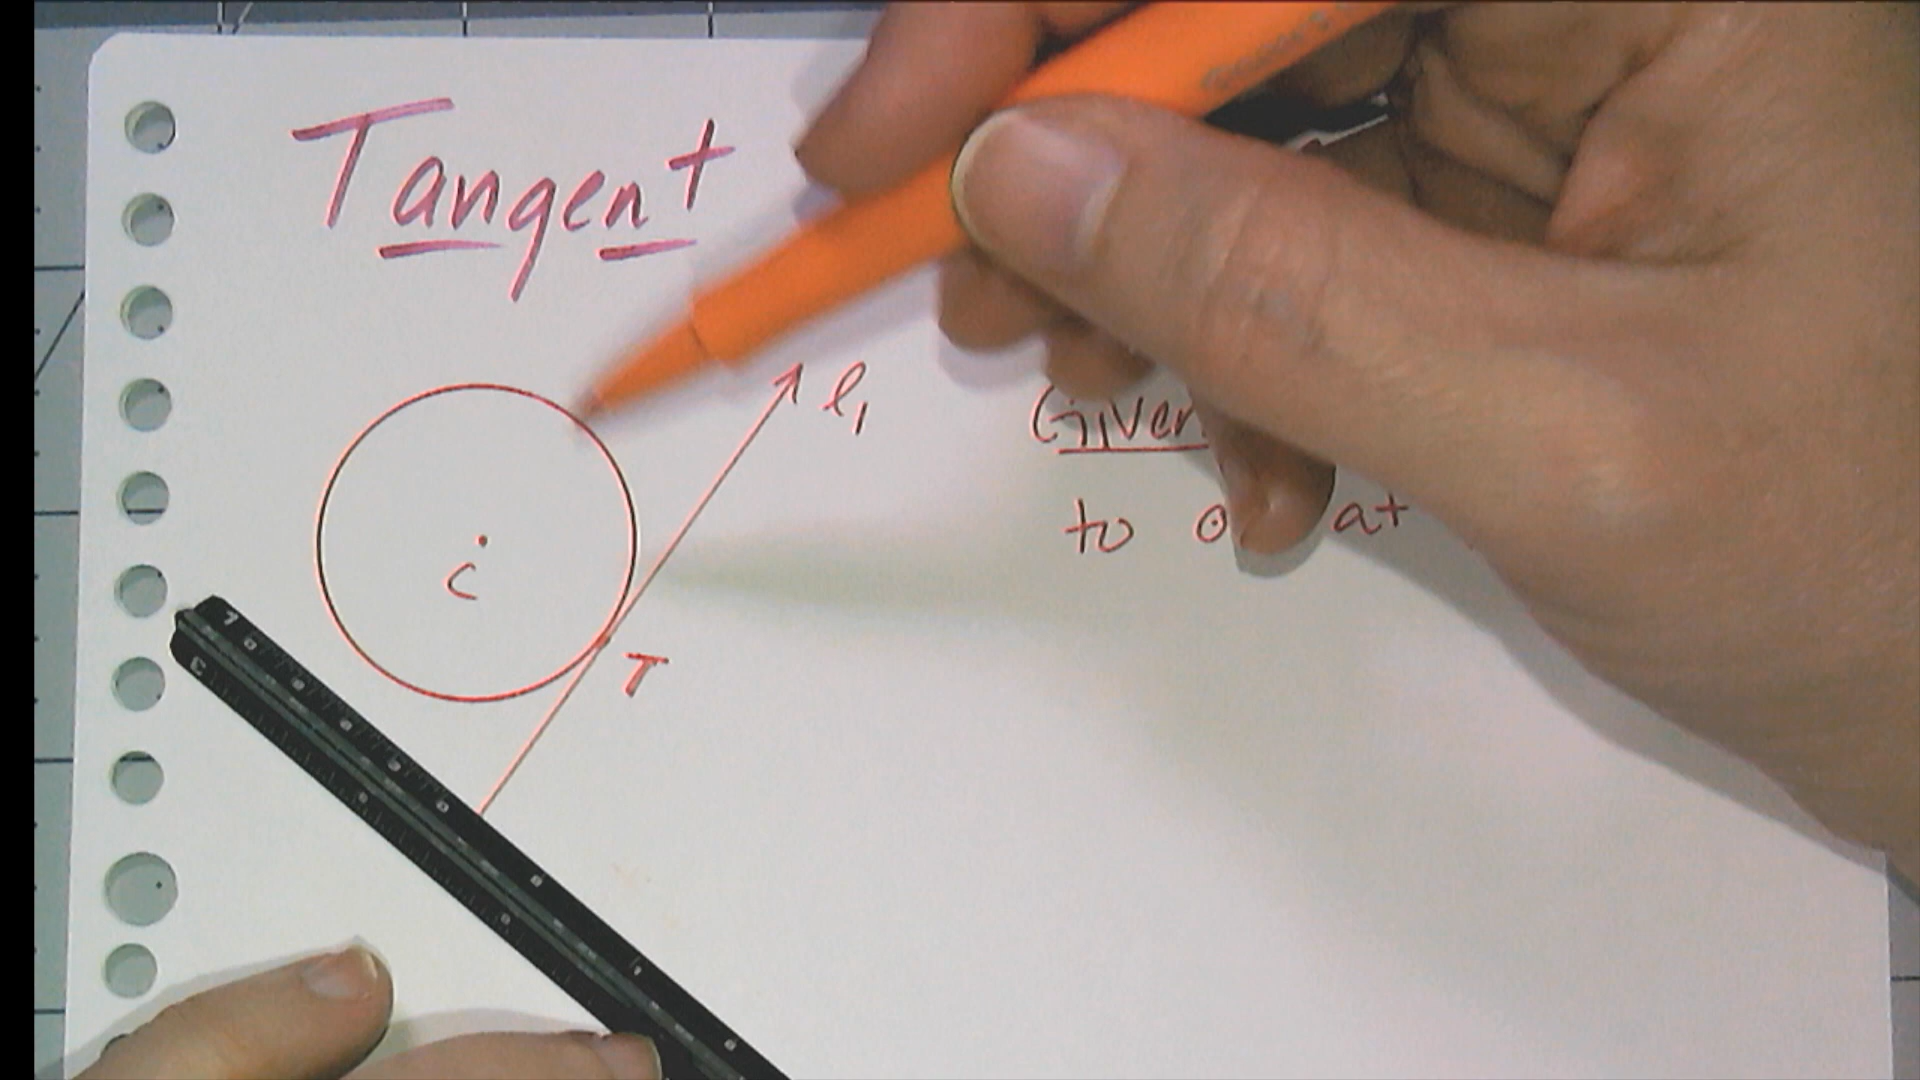 Tangent
l₁
Given
to ⊙ at
C
T